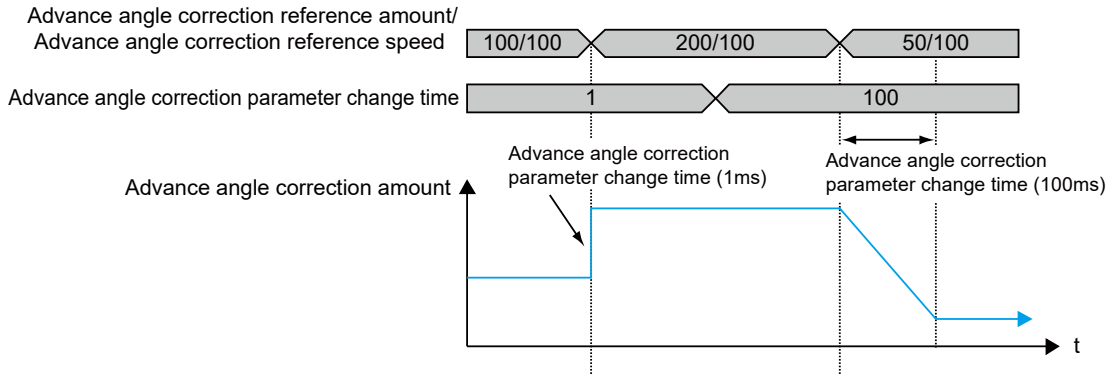 Advance angle correction reference amount/
Advance angle correction reference speed
100/100
200/100
50/100
Advance angle correction parameter change time
1
100
Advance angle correction
parameter change time (1ms)
Advance angle correction
parameter change time (100ms)
Advance angle correction amount
t